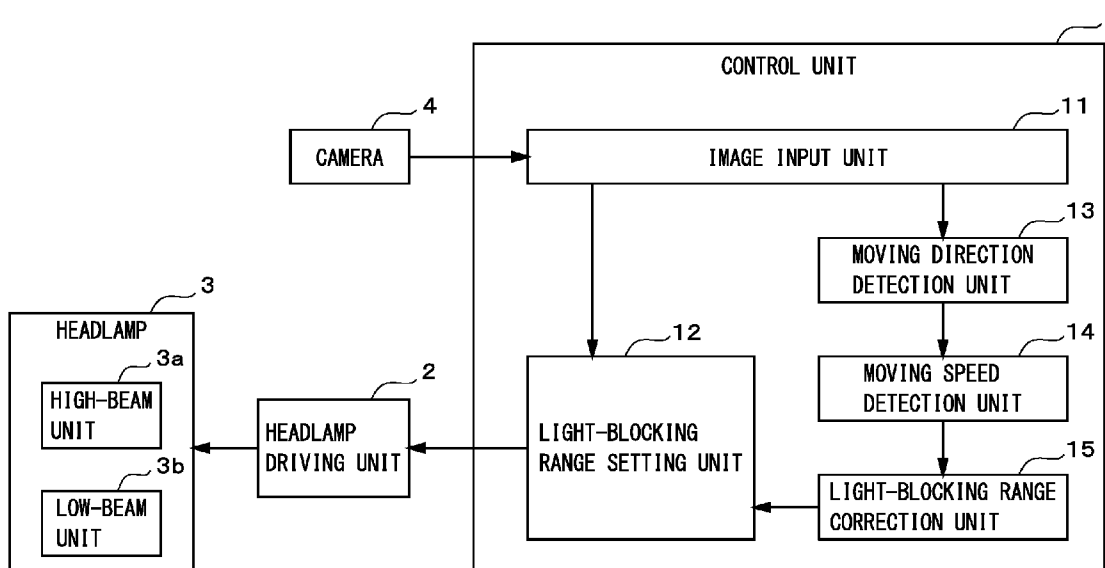 CONTROL UNIT
4
11
CAMERA
IMAGE INPUT UNIT
13
MOVING DIRECTION
DETECTION UNIT
3
HEADLAMP
12
14
3a
2
MOVING SPEED
DETECTION UNIT
HIGH-BEAM
UNIT
HEADLAMP
DRIVING UNIT
LIGHT-BLOCKING
RANGE SETTING UNIT
3b
15
LOW-BEAM
UNIT
LIGHT-BLOCKING RANGE
CORRECTION UNIT